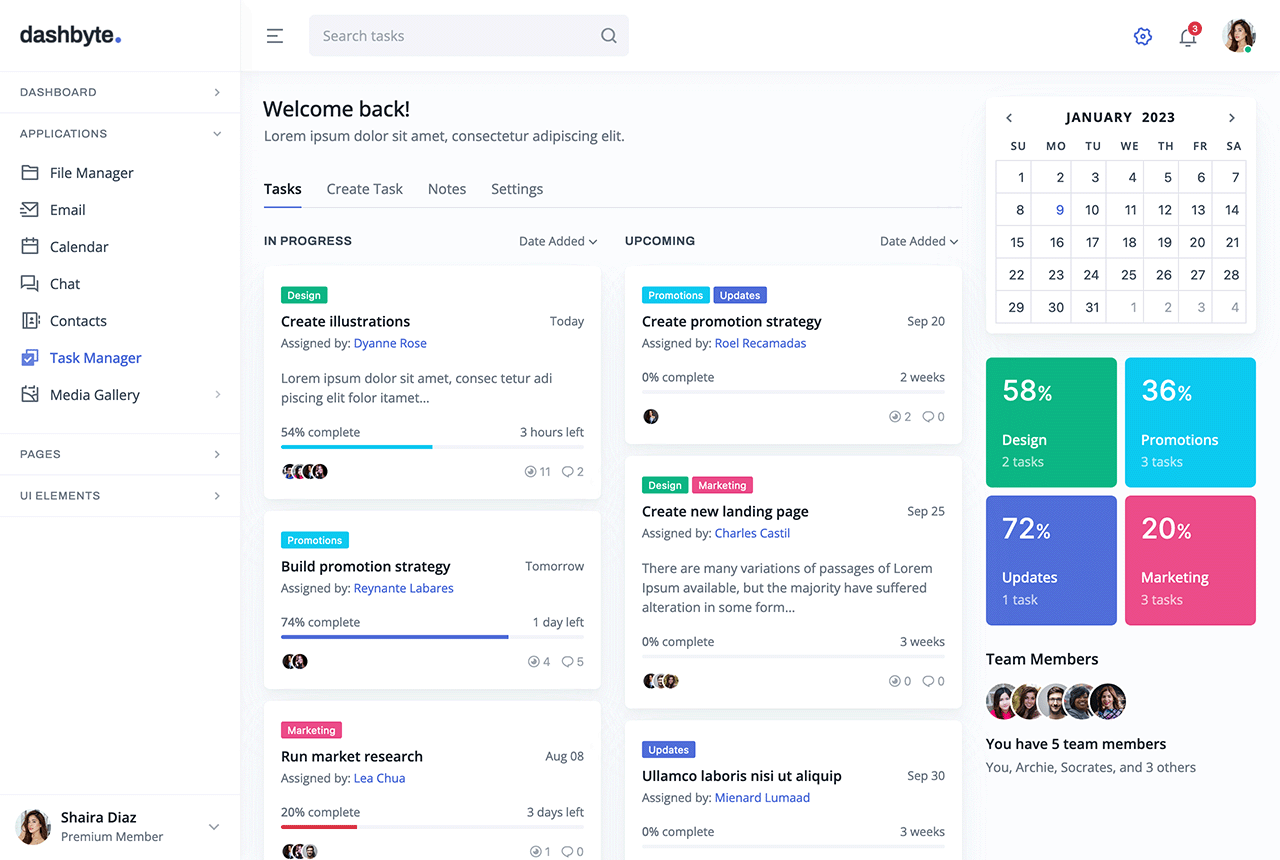 dashbyte.
Search tasks
3
DASHBOARD
APPLICATIONS
File Manager
Email
Calendar
Chat
Contacts
Task Manager
Media Gallery
PAGES
UI ELEMENTS
Shaira Diaz
Premium Member
Welcome back!
Lorem ipsum dolor sit amet, consectetur adipiscing elit.
Tasks Create Task Notes Settings
IN PROGRESS Date Added
Design
Create illustrations Today
Assigned by: Dyanne Rose
Lorem ipsum dolor sit amet, consec tetur adi
piscing elit folor itamet...
54% complete 3 hours left
11 2
Promotions
Build promotion strategy Tomorrow
Assigned by: Reynante Labares
74% complete 1 day left
4 5
Marketing
Run market research Aug 08
Assigned by: Lea Chua
20% complete 3 days left
1 0
UPCOMING Date Added
Promotions Updates
Create promotion strategy Sep 20
Assigned by: Roel Recamadas
0% complete 2 weeks
2 0
Design Marketing
Create new landing page Sep 25
Assigned by: Charles Castil
There are many variations of passages of Lorem
Ipsum available, but the majority have suffered
alteration in some form...
0% complete 3 weeks
0 0
Updates
Ullamco laboris nisi ut aliquip Sep 30
Assigned by: Mienard Lumaad
0% complete 3 weeks
JANUARY 2023
SU MO TU WE TH FR SA
1 2 3 4 5 6 7
8 9 10 11 12 13 14
15 16 17 18 19 20 21
22 23 24 25 26 27 28
29 30 31 1 2 3 4
58%
Design
2 tasks
36%
Promotions
3 tasks
72%
Updates
1 task
20%
Marketing
3 tasks
Team Members
You have 5 team members
You, Archie, Socrates, and 3 others